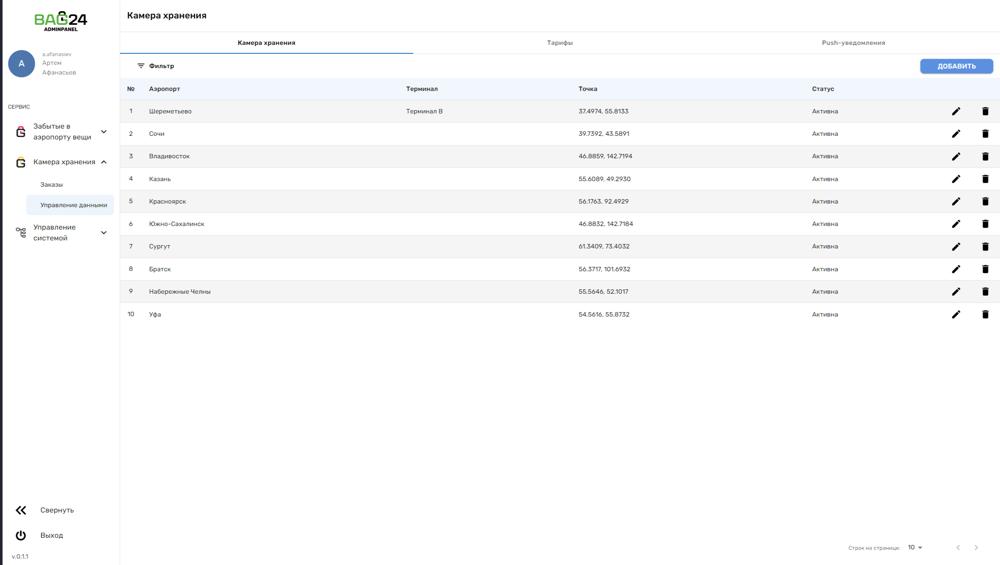 BAG24
ADMINPANEL
A
a.afanasiev
Артем
Афанасьев
СЕРВИС
Забытые в
аэропорту вещи
Камера хранения
Заказы
Управление данными
Управление
системой
Свернуть
Выход
v.0.1.1
Камера хранения
Камера хранения Тарифы Push-уведомления
Фильтр ДОБАВИТЬ
№ Аэропорт Терминал Точка Статус
1 Шереметьево Терминал B 37.4974, 55.8133 Активна
2 Сочи 39.7392, 43.5891 Активна
3 Владивосток 46.8859, 142.7194 Активна
4 Казань 55.6089, 49.2930 Активна
5 Красноярск 56.1763, 92.4929 Активна
6 Южно-Сахалинск 46.8832, 142.7184 Активна
7 Сургут 61.3409, 73.4032 Активна
8 Братск 56.3717, 101.6932 Активна
9 Набережные Челны 55.5646, 52.1017 Активна
10 Уфа 54.5616, 55.8732 Активна
Строк на странице: 10